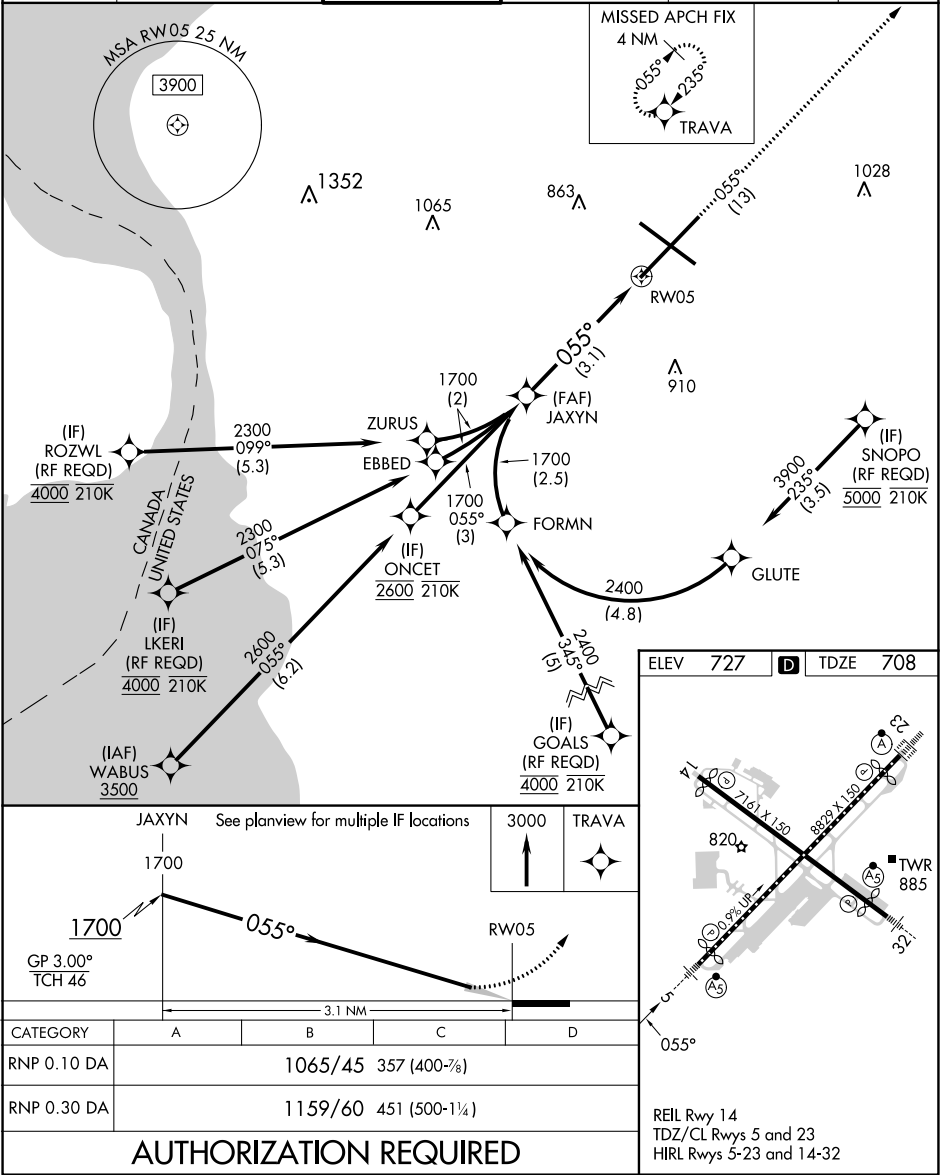 MSA RW05 25 NM
3900
MISSED APCH FIX
4 NM
055°
235°
TRAVA
1352
1065
863
1028
055°
(13)
RW05
055°
(3.1)
910
1700
(2)
(FAF)
JAXYN
ZURUS
EBBED
(IF)
ROZWL
(RF REQD)
4000 210K
2300
099°
(5.3)
1700
(2.5)
1700
055°
(3)
FORMN
(IF)
SNOPO
(RF REQD)
5000 210K
3900
235°
(3.5)
CANADA
UNITED STATES
2300
075°
(5.3)
(IF)
ONCET
2600 210K
GLUTE
2400
(4.8)
(IF)
LKERI
(RF REQD)
4000 210K
2600
055°
(6.2)
2400
345°
(5)
(IF)
GOALS
(RF REQD)
4000 210K
(IAF)
WABUS
3500
ELEV 727 D TDZE 708
23
A
P
14
P
7161 X 150
8829 X 150
820
TWR
885
A5
P
0.9% UP
P
32
A5
5
055°
REIL Rwy 14
TDZ/CL Rwys 5 and 23
HIRL Rwys 5-23 and 14-32
JAXYN
See planview for multiple IF locations
3000
TRAVA
1700
1700
055°
RW05
GP 3.00°
TCH 46
3.1 NM
CATEGORY A B C D
RNP 0.10 DA 1065/45 357 (400-⅞)
RNP 0.30 DA 1159/60 451 (500-1¼)
AUTHORIZATION REQUIRED